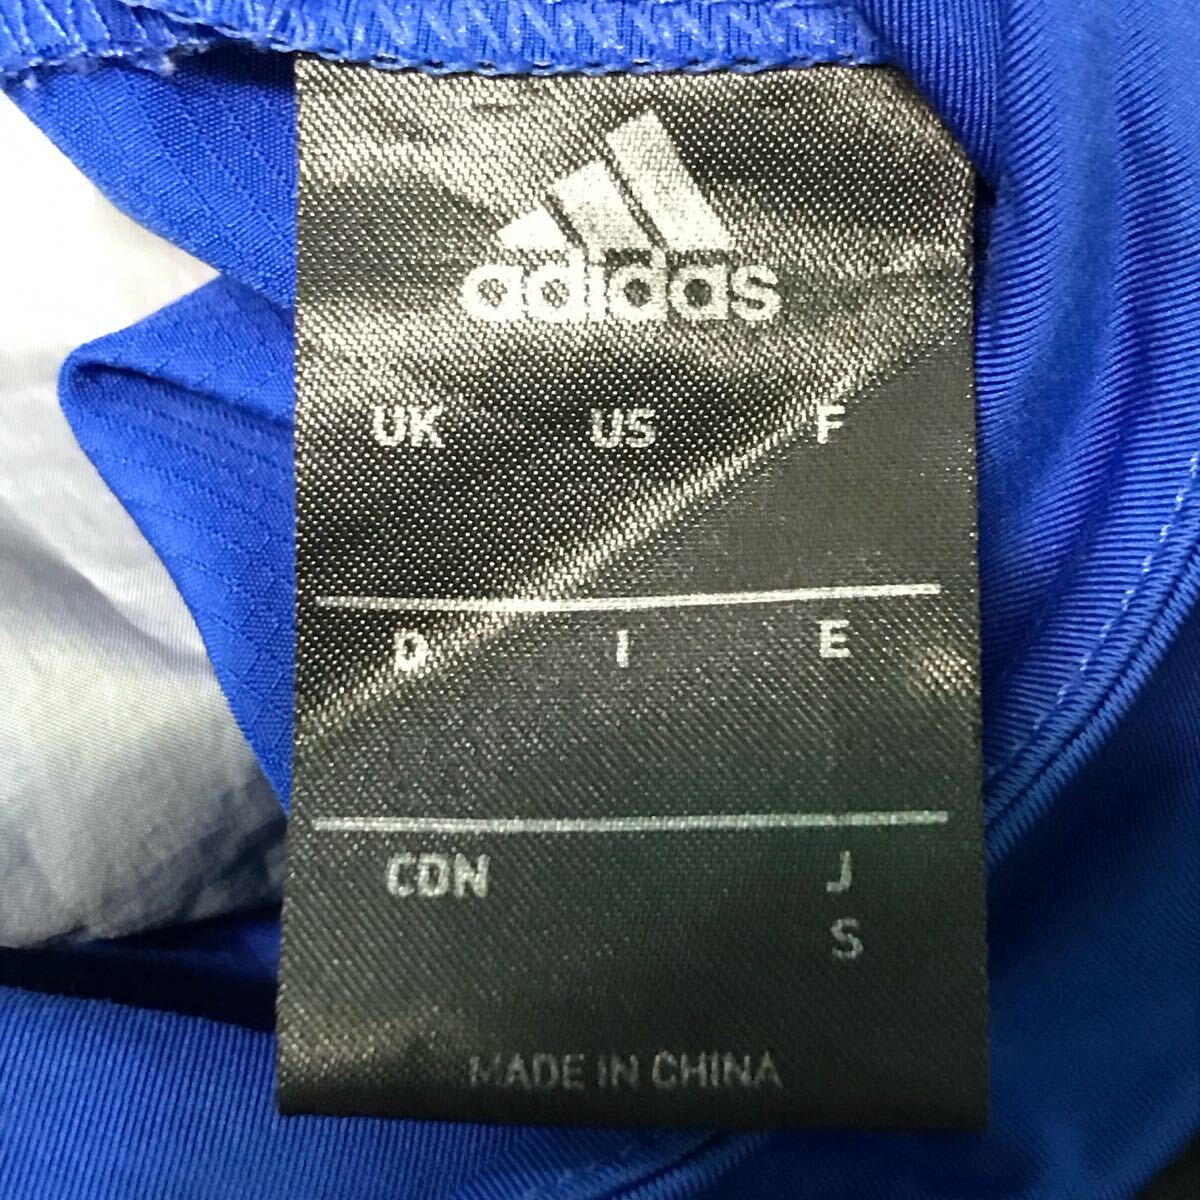 adidas
UK US F
D I E
CDN J
S
MADE IN CHINA